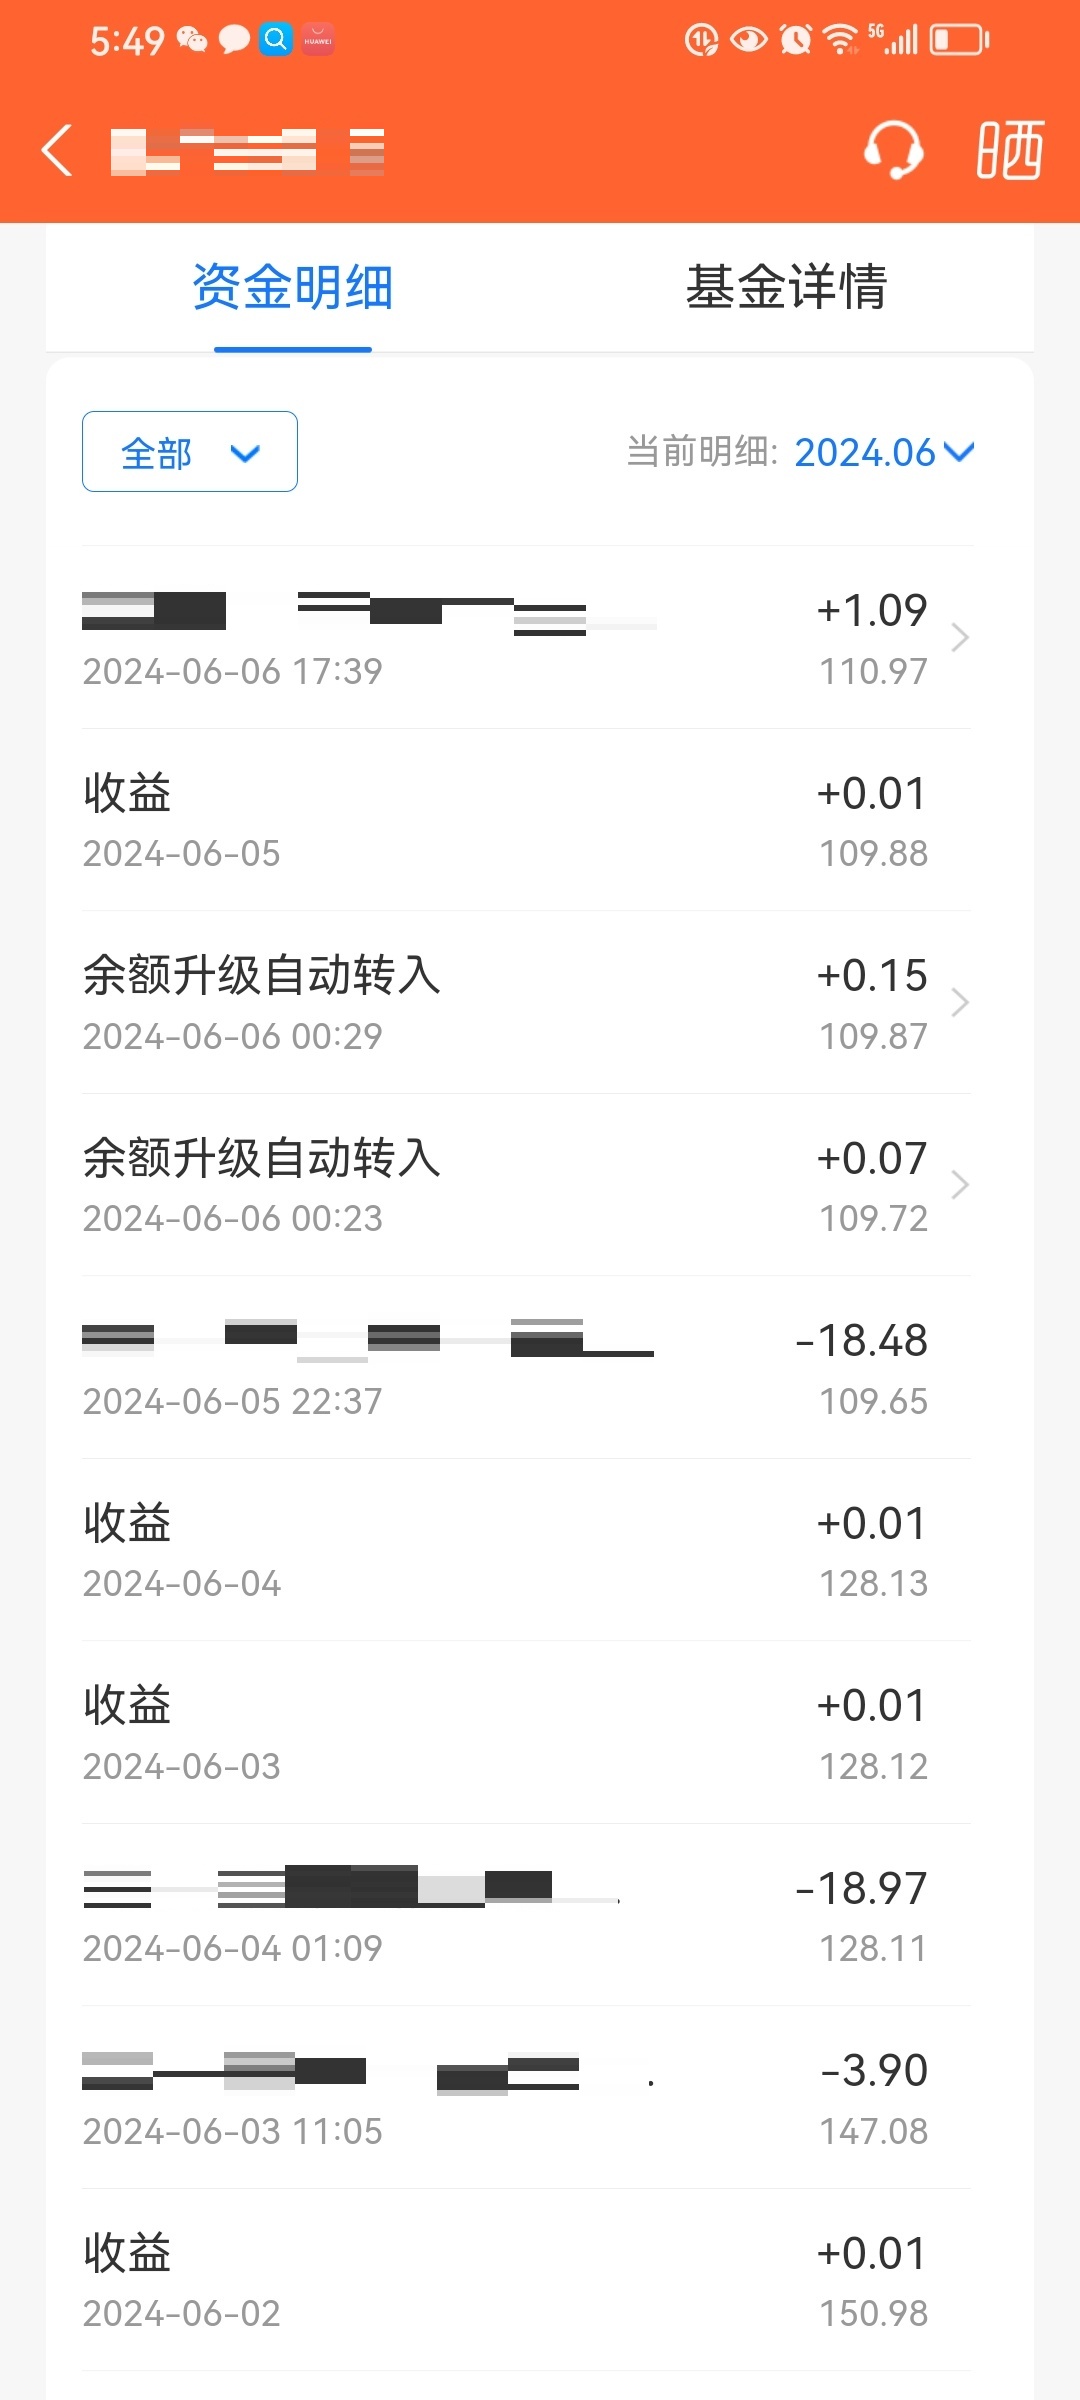 5:49
HUAWEI
5G
晒
资金明细 基金详情
全部 当前明细: 2024.06
+1.09
2024-06-06 17:39 110.97
收益 +0.01
2024-06-05 109.88
余额升级自动转入 +0.15
2024-06-06 00:29 109.87
余额升级自动转入 +0.07
2024-06-06 00:23 109.72
-18.48
2024-06-05 22:37 109.65
收益 +0.01
2024-06-04 128.13
收益 +0.01
2024-06-03 128.12
-18.97
2024-06-04 01:09 128.11
-3.90
2024-06-03 11:05 147.08
收益 +0.01
2024-06-02 150.98